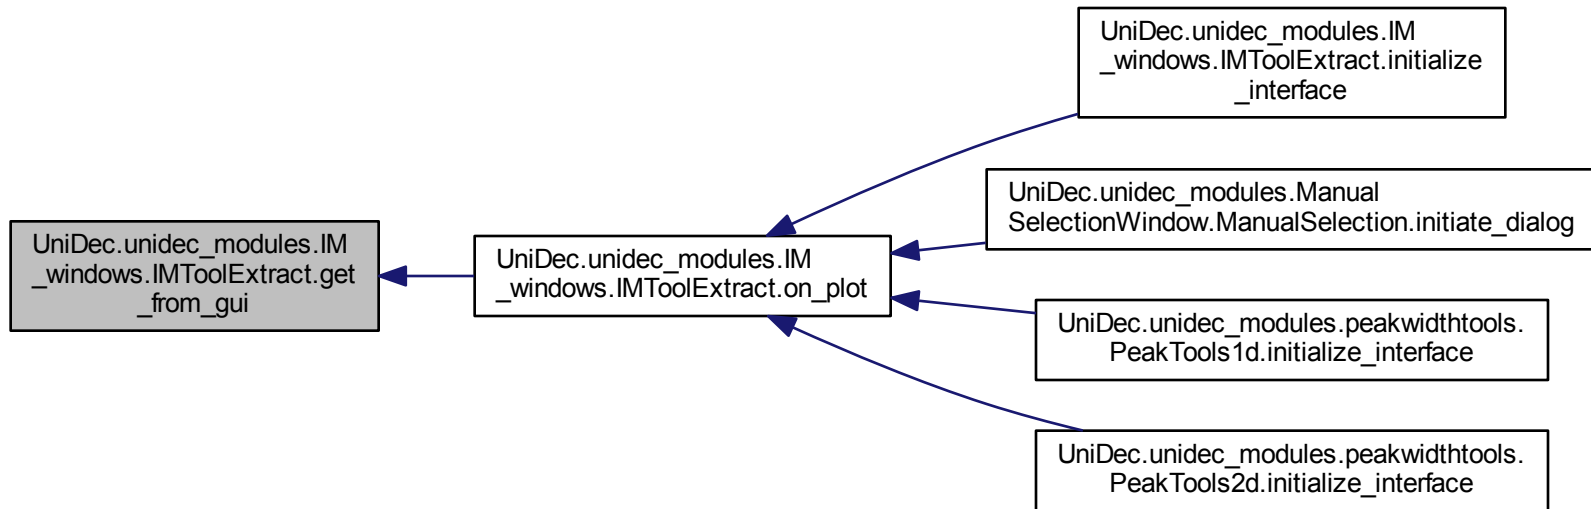 UniDec.unidec_modules.IM
_windows.IMToolExtract.get
_from_gui
UniDec.unidec_modules.IM
_windows.IMToolExtract.on_plot
UniDec.unidec_modules.IM
_windows.IMToolExtract.initialize
_interface
UniDec.unidec_modules.Manual
SelectionWindow.ManualSelection.initiate_dialog
UniDec.unidec_modules.peakwidthtools.
PeakTools1d.initialize_interface
UniDec.unidec_modules.peakwidthtools.
PeakTools2d.initialize_interface